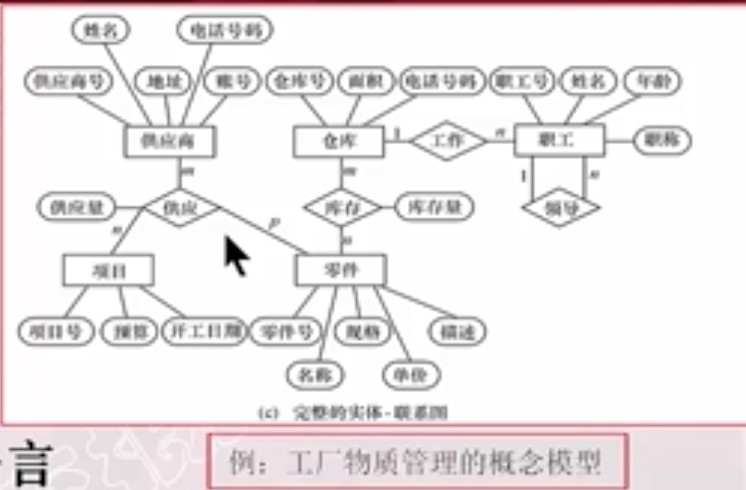 姓名 电话号码
供应商号 地址 账号 仓库号 面积 电话号码 职工号 姓名 年龄
供应商 仓库 1 工作 n 职工 职称
m m 1 n
供应量 供应 库存 库存量 领导
n p n
项目 零件
项目号 预算 开工日期 零件号 规格 描述
名称 单价
(c) 完整的实体-联系图
言 例：工厂物质管理的概念模型